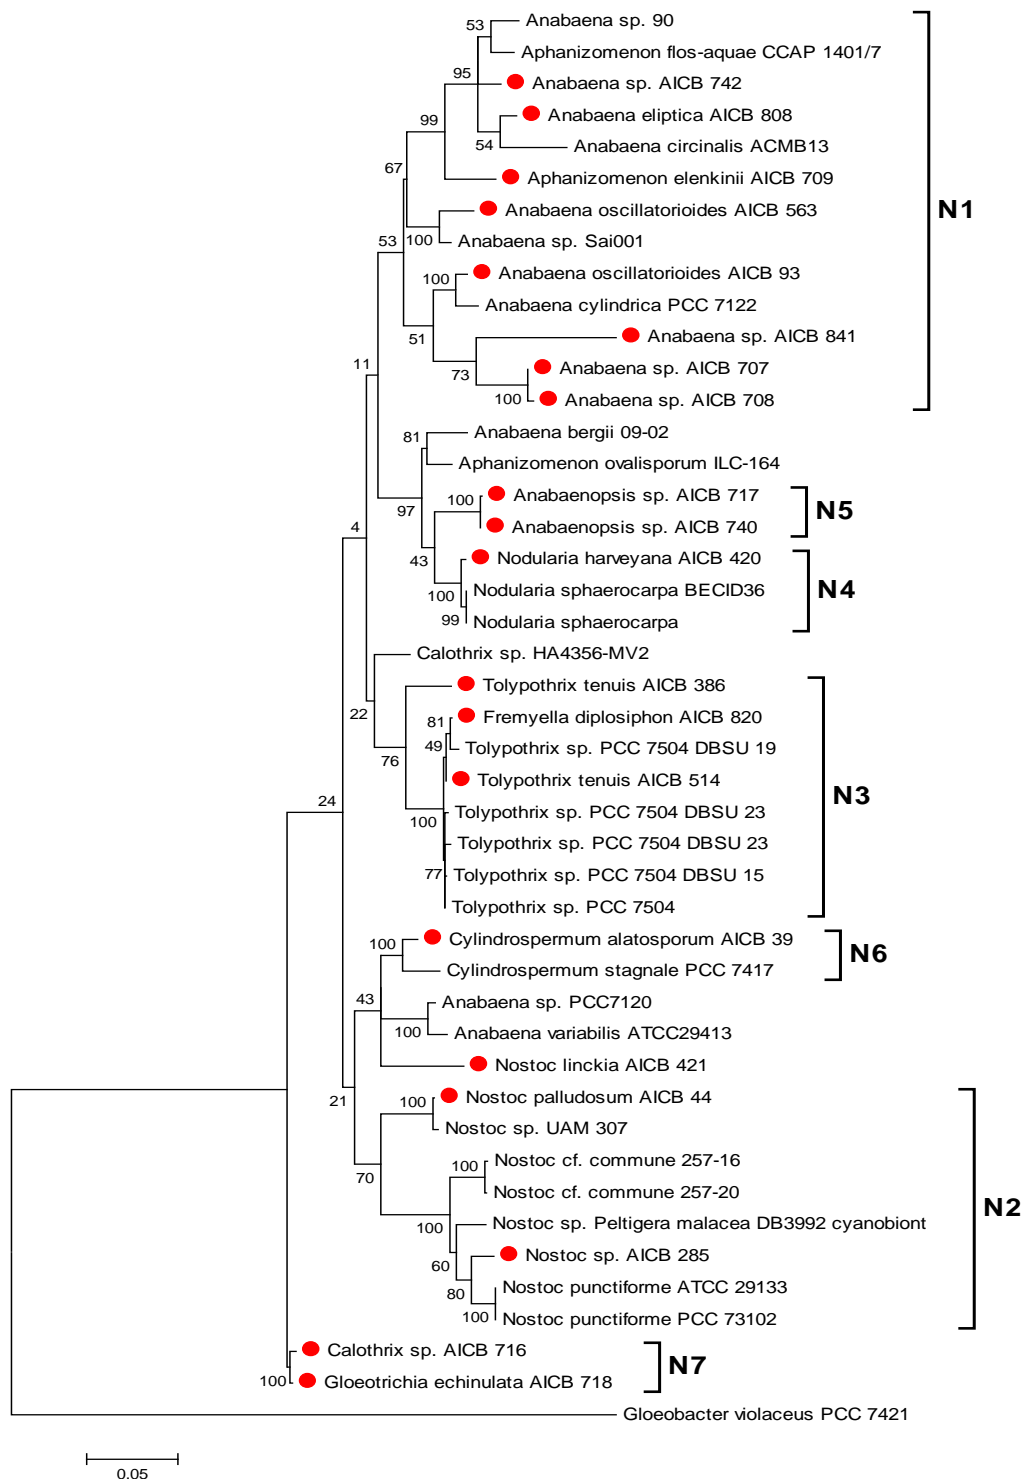 53
Anabaena sp. 90
Aphanizomenon flos-aquae CCAP 1401/7
95
Anabaena sp. AICB 742
Anabaena eliptica AICB 808
99
54
Anabaena circinalis ACMB13
67
Aphanizomenon elenkinii AICB 709
N1
Anabaena oscillatorioides AICB 563
53
100
Anabaena sp. Sai001
100
Anabaena oscillatorioides AICB 93
Anabaena cylindrica PCC 7122
51
Anabaena sp. AICB 841
11
73
Anabaena sp. AICB 707
100
Anabaena sp. AICB 708
81
Anabaena bergii 09-02
Aphanizomenon ovalisporum ILC-164
100
Anabaenopsis sp. AICB 717
97
N5
4
Anabaenopsis sp. AICB 740
43
Nodularia harveyana AICB 420
100
Nodularia sphaerocarpa BECID36
N4
99
Nodularia sphaerocarpa
Calothrix sp. HA4356-MV2
Tolypothrix tenuis AICB 386
22
81
Fremyella diplosiphon AICB 820
49
Tolypothrix sp. PCC 7504 DBSU 19
76
Tolypothrix tenuis AICB 514
N3
24
100
Tolypothrix sp. PCC 7504 DBSU 23
Tolypothrix sp. PCC 7504 DBSU 23
77
Tolypothrix sp. PCC 7504 DBSU 15
Tolypothrix sp. PCC 7504
100
Cylindrospermum alatosporum AICB 39
N6
Cylindrospermum stagnale PCC 7417
43
Anabaena sp. PCC7120
100
Anabaena variabilis ATCC29413
Nostoc linckia AICB 421
21
100
Nostoc palludosum AICB 44
Nostoc sp. UAM 307
70
100
Nostoc cf. commune 257-16
Nostoc cf. commune 257-20
N2
100
Nostoc sp. Peltigera malacea DB3992 cyanobiont
60
Nostoc sp. AICB 285
80
Nostoc punctiforme ATCC 29133
100
Nostoc punctiforme PCC 73102
Calothrix sp. AICB 716
N7
100
Gloeotrichia echinulata AICB 718
Gloeobacter violaceus PCC 7421
0.05